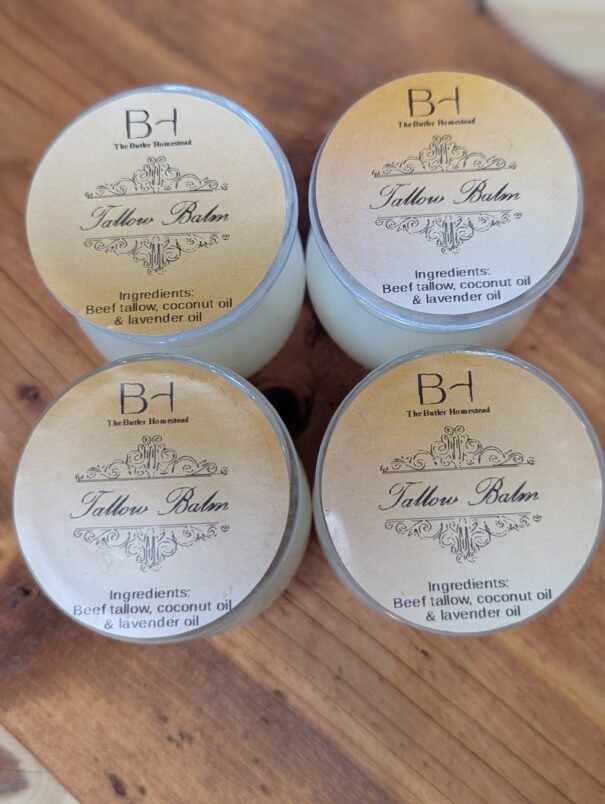 BH
The Butler Homestead
Tallow Balm
Ingredients:
Beef tallow, coconut oil
& lavender oil
BH
The Butler Homestead
Tallow Balm
Ingredients:
Beef tallow, coconut oil
& lavender oil
BH
The Butler Homestead
Tallow Balm
Ingredients:
Beef tallow, coconut oil
& lavender oil
BH
The Butler Homestead
Tallow Balm
Ingredients:
Beef tallow, coconut oil
& lavender oil